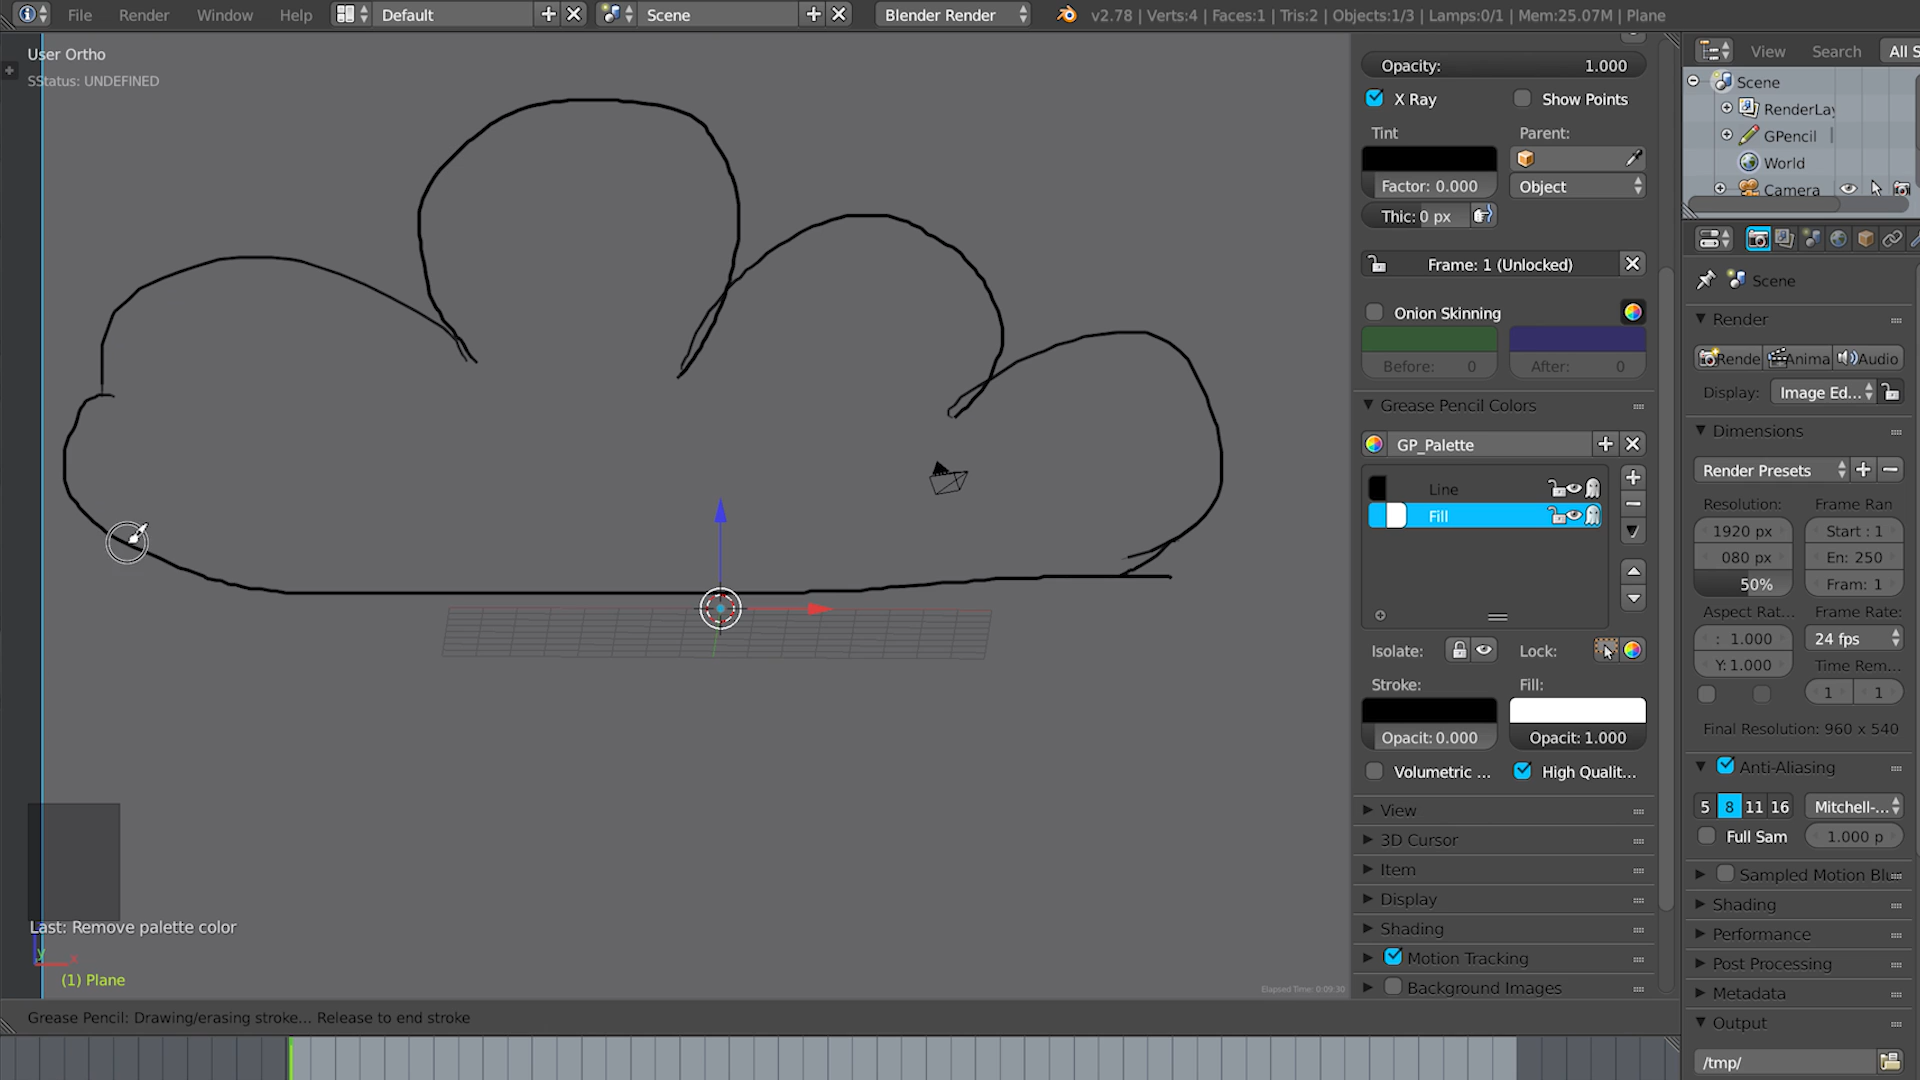 File Render Window Help Default Scene Blender Render v2.78 | Verts:4 | Faces:1 | Tris:2 | Objects:1/3 | Lamps:0/1 | Mem:25.07M | Plane
User Ortho
SStatus: UNDEFINED
Last: Remove palette color
y
x
(1) Plane
Elapsed Time: 0:09:30
Grease Pencil: Drawing/erasing stroke... Release to end stroke
Opacity: 1.000
X Ray Show Points
Tint Parent:
Factor: 0.000 Object
Thic: 0 px
Frame: 1 (Unlocked)
Onion Skinning
Before: 0 After: 0
Grease Pencil Colors
GP_Palette
Line
Fill
Isolate: Lock:
Stroke: Fill:
Opacit: 0.000 Opacit: 1.000
Volumetric ... High Qualit...
View
3D Cursor
Item
Display
Shading
Motion Tracking
Background Images
View Search All S
Scene
RenderLay
GPencil
World
Camera
Scene
Render
Rende Anima Audio
Display: Image Ed...
Dimensions
Render Presets
Resolution: Frame Ran
1920 px Start : 1
080 px En: 250
50% Fram: 1
Aspect Rat... Frame Rate:
: 1.000 24 fps
Y: 1.000 Time Rem...
1 1
Final Resolution: 960 x 540
Anti-Aliasing
5 8 11 16 Mitchell-...
Full Sam 1.000 p
Sampled Motion Blu
Shading
Performance
Post Processing
Metadata
Output
/tmp/